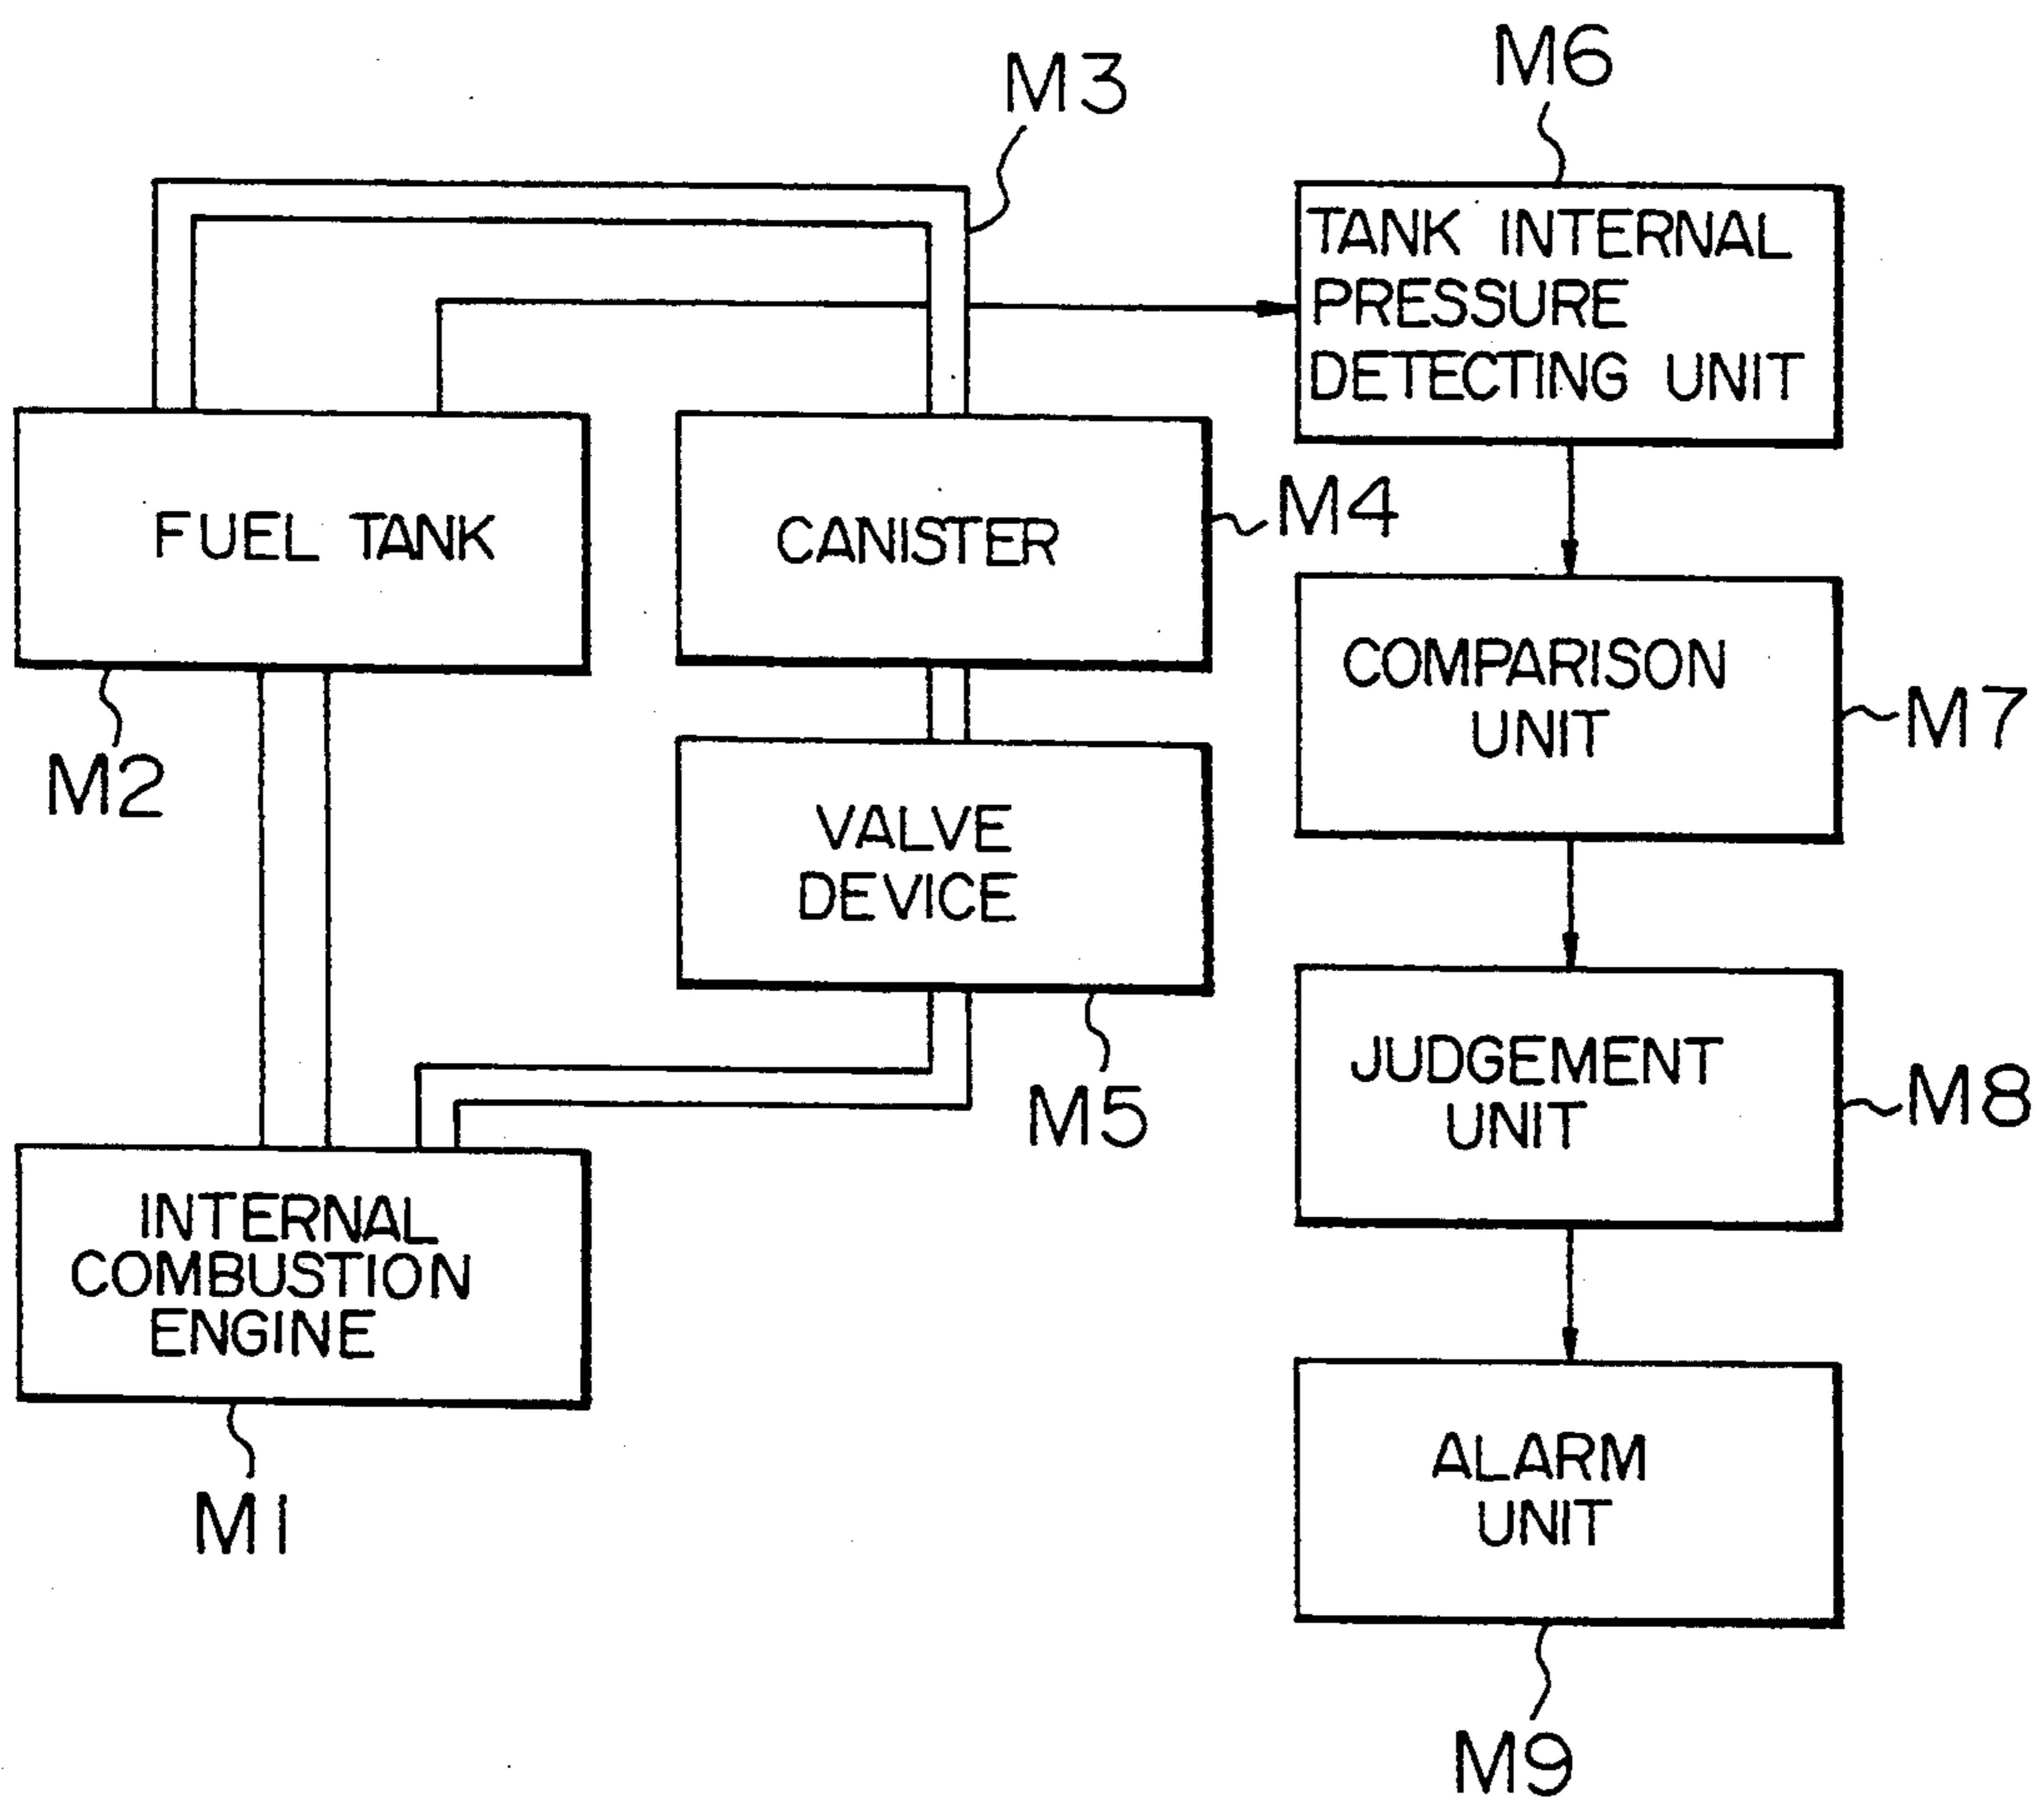 M3
M6
TANK INTERNAL
PRESSURE
DETECTING UNIT
FUEL TANK
CANISTER
M4
M2
COMPARISON
UNIT
M7
VALVE
DEVICE
M5
JUDGEMENT
UNIT
M8
INTERNAL
COMBUSTION
ENGINE
M1
ALARM
UNIT
M9